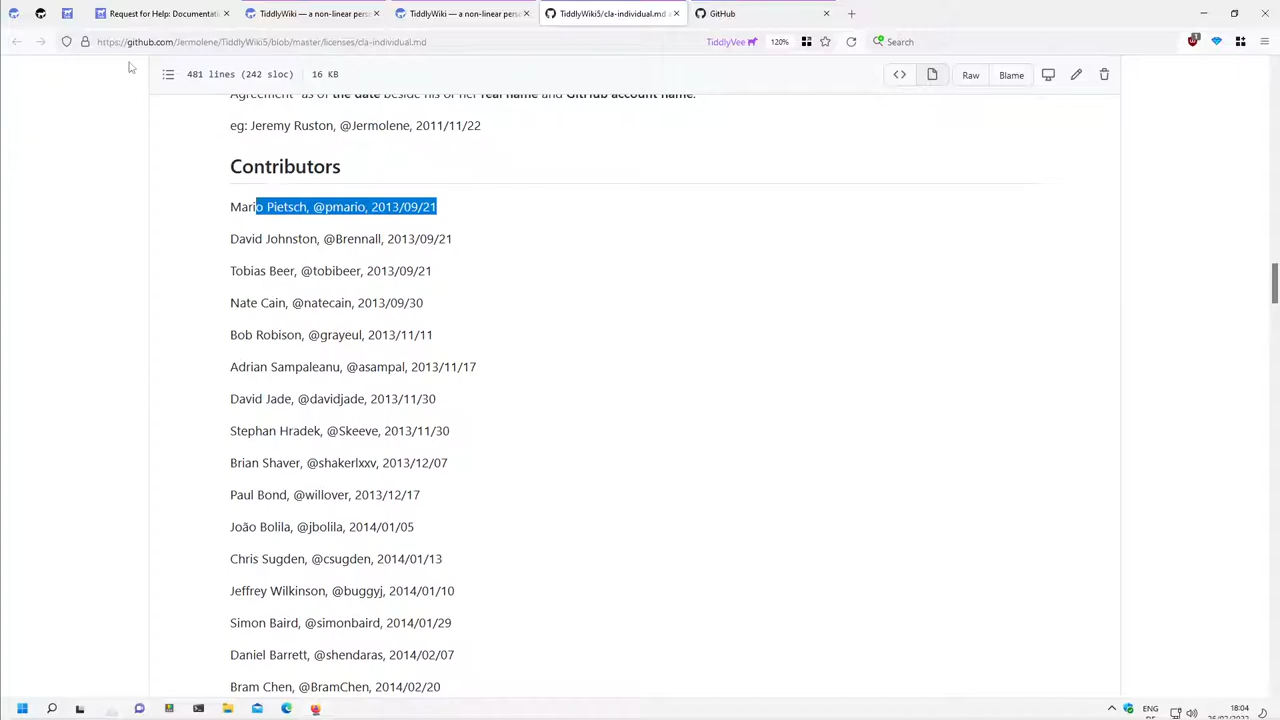 Request for Help: Documentati
TiddlyWiki — a non-linear perso
TiddlyWiki — a non-linear perso
TiddlyWiki5/cla-individual.md a
GitHub
https://github.com/Jermolene/TiddlyWiki5/blob/master/licenses/cla-individual.md
TiddlyVee
120%
Search
1
481 lines (242 sloc)
16 KB
Raw
Blame
Agreement" as of the date beside his or her real name and GitHub account name.
eg: Jeremy Ruston, @Jermolene, 2011/11/22
Contributors
Mario Pietsch, @pmario, 2013/09/21
David Johnston, @Brennall, 2013/09/21
Tobias Beer, @tobibeer, 2013/09/21
Nate Cain, @natecain, 2013/09/30
Bob Robison, @grayeul, 2013/11/11
Adrian Sampaleanu, @asampal, 2013/11/17
David Jade, @davidjade, 2013/11/30
Stephan Hradek, @Skeeve, 2013/11/30
Brian Shaver, @shakerlxxv, 2013/12/07
Paul Bond, @willover, 2013/12/17
João Bolila, @jbolila, 2014/01/05
Chris Sugden, @csugden, 2014/01/13
Jeffrey Wilkinson, @buggyj, 2014/01/10
Simon Baird, @simonbaird, 2014/01/29
Daniel Barrett, @shendaras, 2014/02/07
Bram Chen, @BramChen, 2014/02/20
ENG
18:04